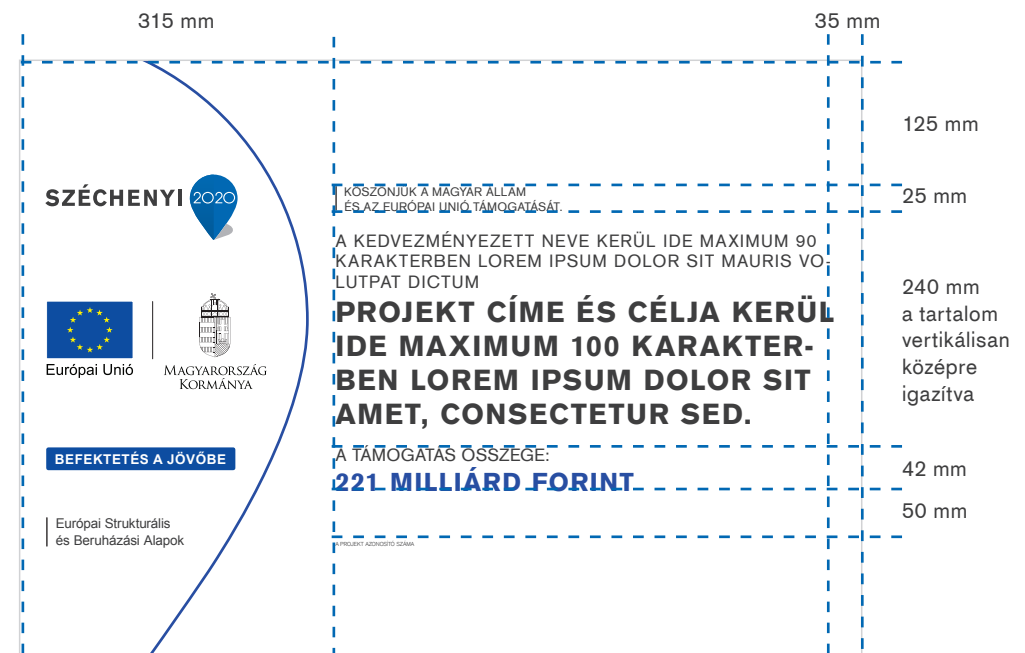 315 mm
35 mm
125 mm
SZÉCHENYI 2020
KÖSZÖNJÜK A MAGYAR ÁLLAM
ÉS AZ EURÓPAI UNIÓ TÁMOGATÁSÁT.
25 mm
A KEDVEZMÉNYEZETT NEVE KERÜL IDE MAXIMUM 90
KARAKTERBEN LOREM IPSUM DOLOR SIT MAURIS VO-
LUTPAT DICTUM
PROJEKT CÍME ÉS CÉLJA KERÜL
IDE MAXIMUM 100 KARAKTER-
BEN LOREM IPSUM DOLOR SIT
AMET, CONSECTETUR SED.
240 mm
a tartalom
vertikálisan
középre
igazítva
Európai Unió
MAGYARORSZÁG
KORMÁNYA
BEFEKTETÉS A JÖVŐBE
A TÁMOGATÁS ÖSSZEGE:
221 MILLIÁRD FORINT
42 mm
50 mm
Európai Strukturális
és Beruházási Alapok
A PROJEKT AZONOSÍTÓ SZÁMA